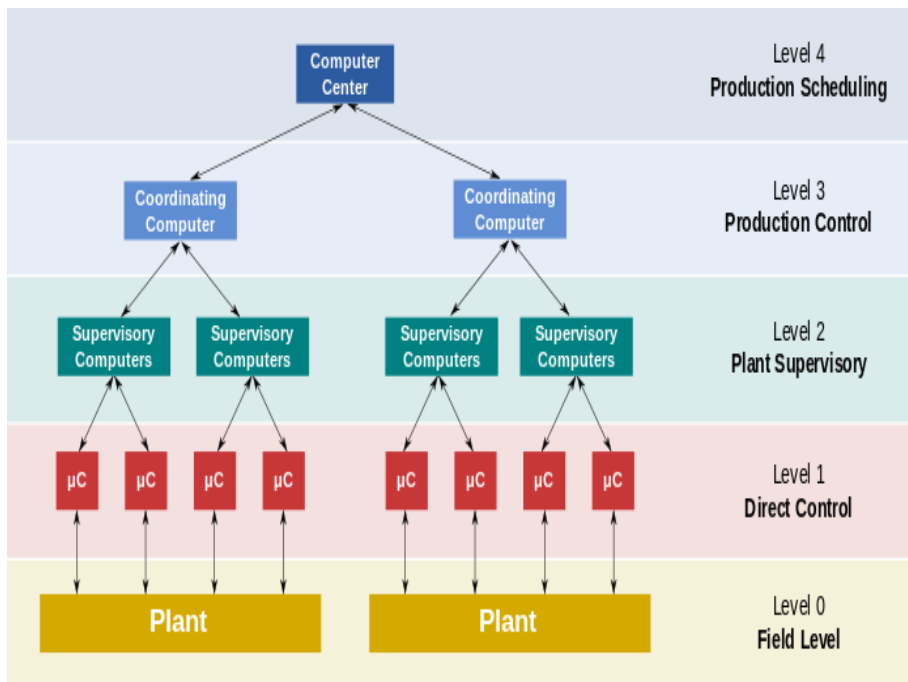 Computer
Center
Level 4
Production Scheduling
Coordinating
Computer
Coordinating
Computer
Level 3
Production Control
Supervisory
Computers
Supervisory
Computers
Supervisory
Computers
Supervisory
Computers
Level 2
Plant Supervisory
µC
µC
µC
µC
µC
µC
µC
µC
Level 1
Direct Control
Plant
Plant
Level 0
Field Level